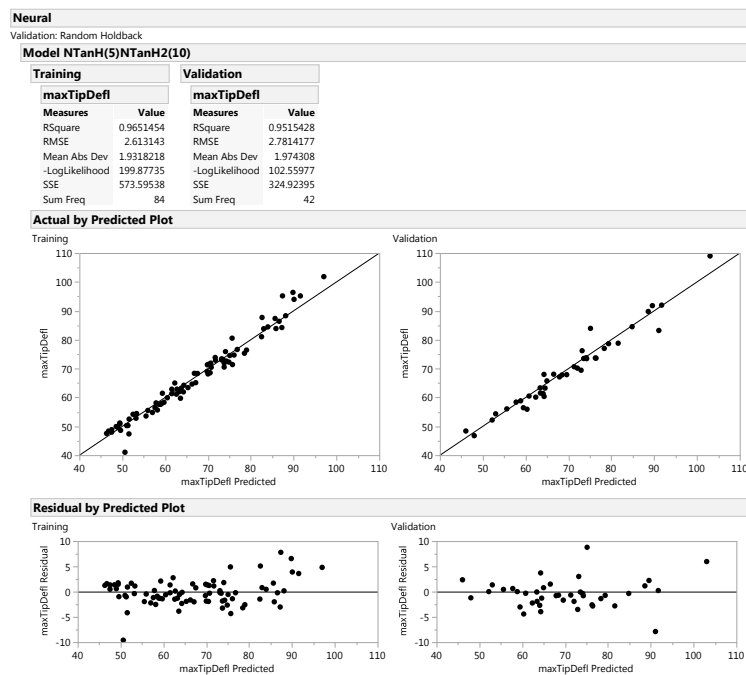 Neural
Validation: Random Holdback
Model NTanH(5)NTanH2(10)
Training Validation
maxTipDefl maxTipDefl
Measures Value Measures Value
RSquare 0.9651454 RSquare 0.9515428
RMSE 2.613143 RMSE 2.7814177
Mean Abs Dev 1.9318218 Mean Abs Dev 1.974308
-LogLikelihood 199.87735 -LogLikelihood 102.55977
SSE 573.59538 SSE 324.92395
Sum Freq 84 Sum Freq 42
Actual by Predicted Plot
Training Validation
110 110
100 100
90 90
80 80
70 70
60 60
50 50
40 40
maxTipDefl maxTipDefl
40 50 60 70 80 90 100 110 40 50 60 70 80 90 100 110
maxTipDefl Predicted maxTipDefl Predicted
Residual by Predicted Plot
Training Validation
10 10
5 5
0 0
-5 -5
-10 -10
maxTipDefl Residual maxTipDefl Residual
40 50 60 70 80 90 100 110 40 50 60 70 80 90 100 110
maxTipDefl Predicted maxTipDefl Predicted